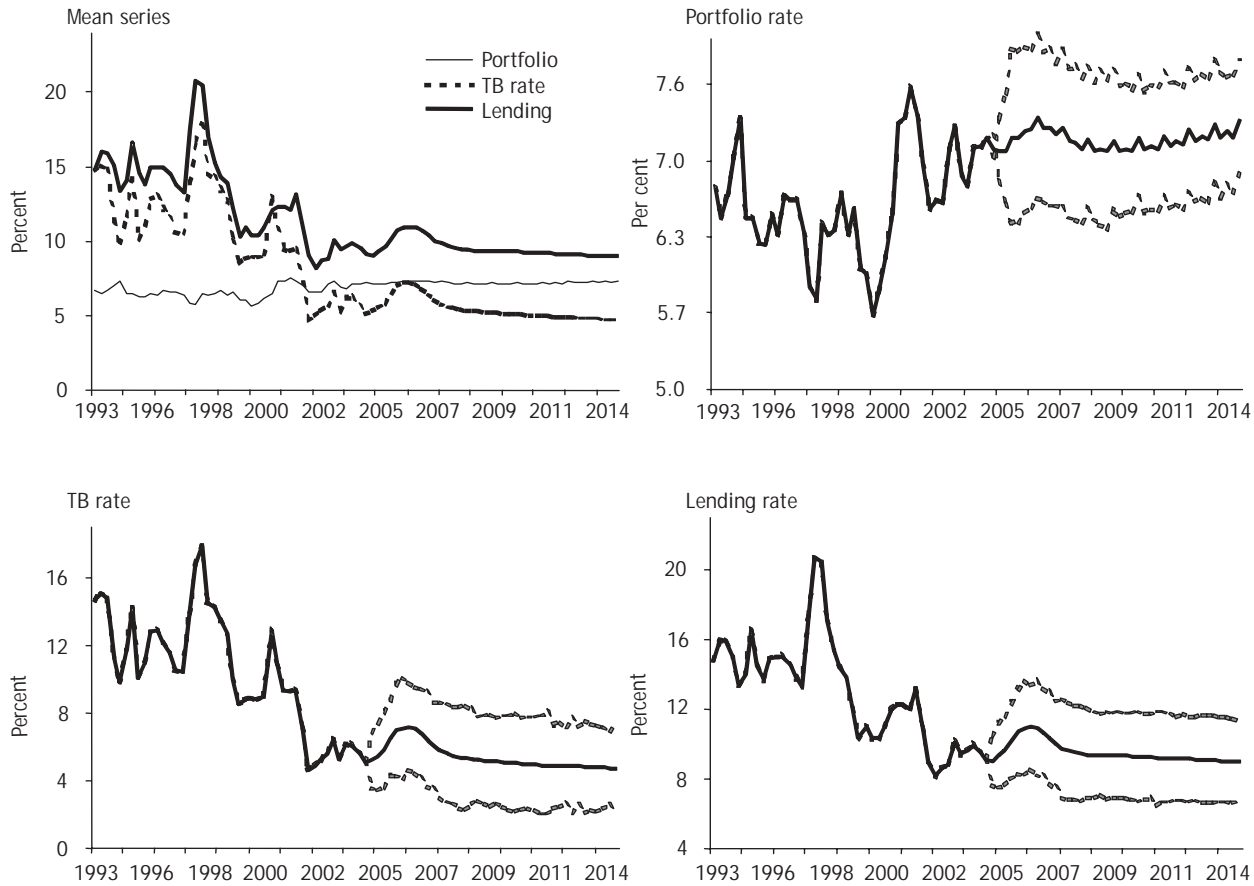 Mean series
Percent
20
15
10
5
0
Portfolio
TB rate
Lending
1993 1996 1998 2000 2002 2005 2007 2009 2011 2014
Portfolio rate
Per cent
7.6
7.0
6.3
5.7
5.0
1993 1996 1998 2000 2002 2005 2007 2009 2011 2014
TB rate
Percent
16
12
8
4
0
1993 1996 1998 2000 2002 2005 2007 2009 2011 2014
Lending rate
Percent
20
16
12
8
4
1993 1996 1998 2000 2002 2005 2007 2009 2011 2014